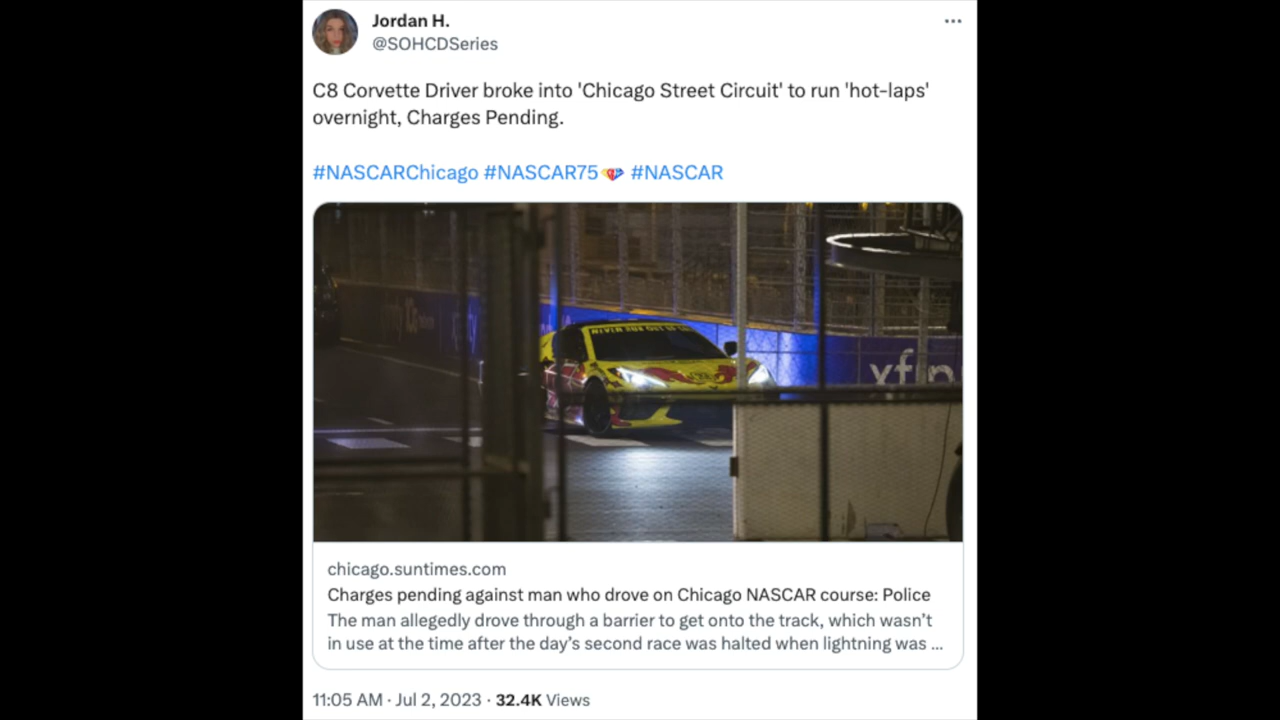 Jordan H.
@SOHCDSeries
C8 Corvette Driver broke into 'Chicago Street Circuit' to run 'hot-laps'
overnight, Charges Pending.
#NASCARChicago #NASCAR75 #NASCAR
xfin
chicago.suntimes.com
Charges pending against man who drove on Chicago NASCAR course: Police
The man allegedly drove through a barrier to get onto the track, which wasn’t
in use at the time after the day’s second race was halted when lightning was ...
11:05 AM · Jul 2, 2023 · 32.4K Views